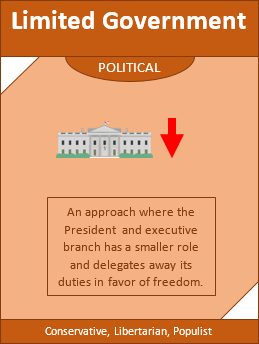 Limited Government
POLITICAL
An approach where the
President and executive
branch has a smaller role
and delegates away its
duties in favor of freedom.
Conservative, Libertarian, Populist